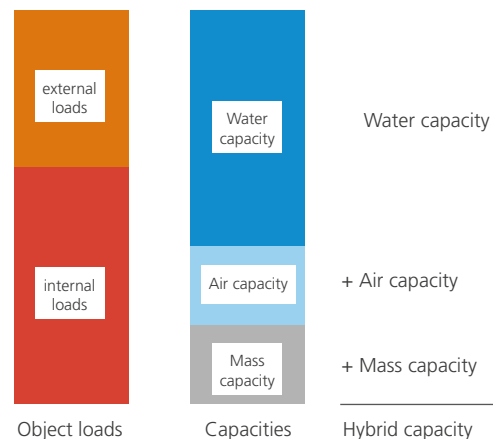 external
loads
internal
loads
Object loads
Water
capacity
Air capacity
Mass
capacity
Capacities
Water capacity
+ Air capacity
+ Mass capacity
Hybrid capacity